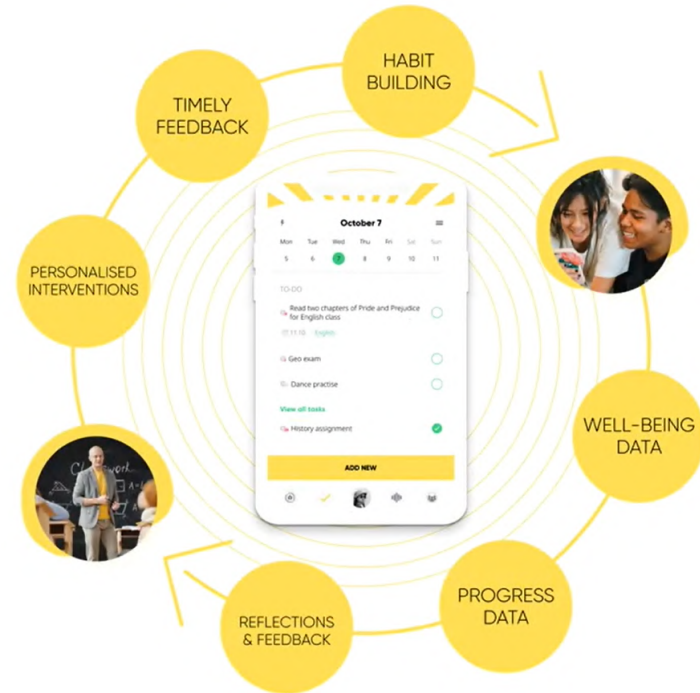 HABIT
BUILDING
TIMELY
FEEDBACK
PERSONALISED
INTERVENTIONS
WELL-BEING
DATA
PROGRESS
DATA
REFLECTIONS
& FEEDBACK
October 7
Mon Tue Wed Thu Fri Sat Sun
5 6 7 8 9 10 11
TO-DO
Read two chapters of Pride and Prejudice
for English class
English
Geo exam
Dance practise
View all tasks
History assignment
ADD NEW